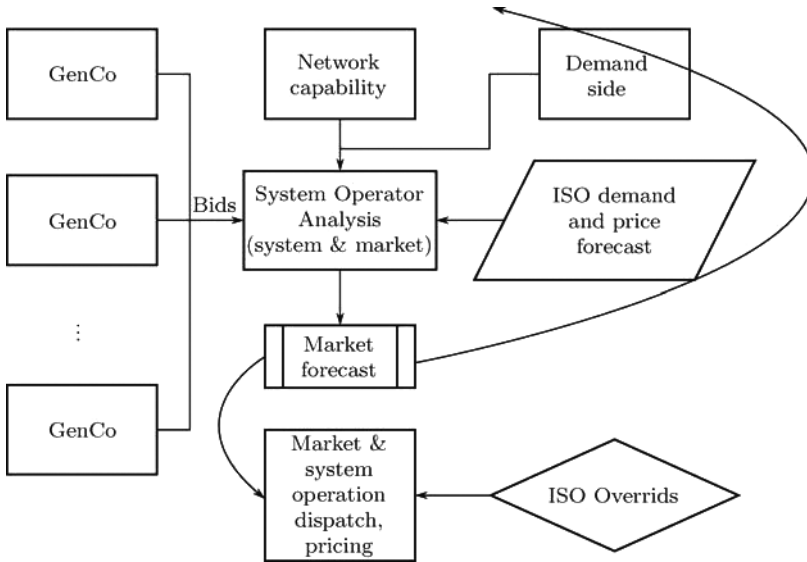 GenCo
Network
capability
Demand
side
GenCo
Bids
System Operator
Analysis
(system & market)
ISO demand
and price
forecast
⋮
Market
forecast
GenCo
Market &
system
operation
dispatch,
pricing
ISO Overrids